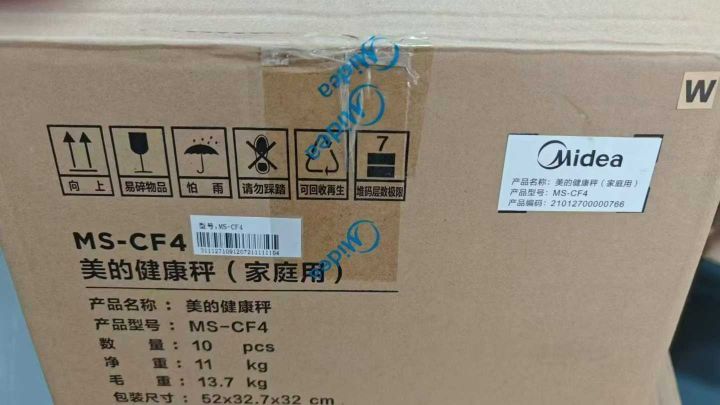 Midea
Midea
Midea
Midea
W
7
向 上
易碎物品
怕 雨
请勿踩踏
可回收再生
堆码层数极限
Midea
产品名称：美的健康秤（家庭用）
产品型号：MS-CF4
产品编码：21012700000766
型号：MS-CF4
MS-CF4
美的健康秤（家庭用）
产品名称：美的健康秤
产品型号：MS-CF4
数 量：10 pcs
净 重：11 kg
毛 重：13.7 kg
包装尺寸：52x32.7x32 cm